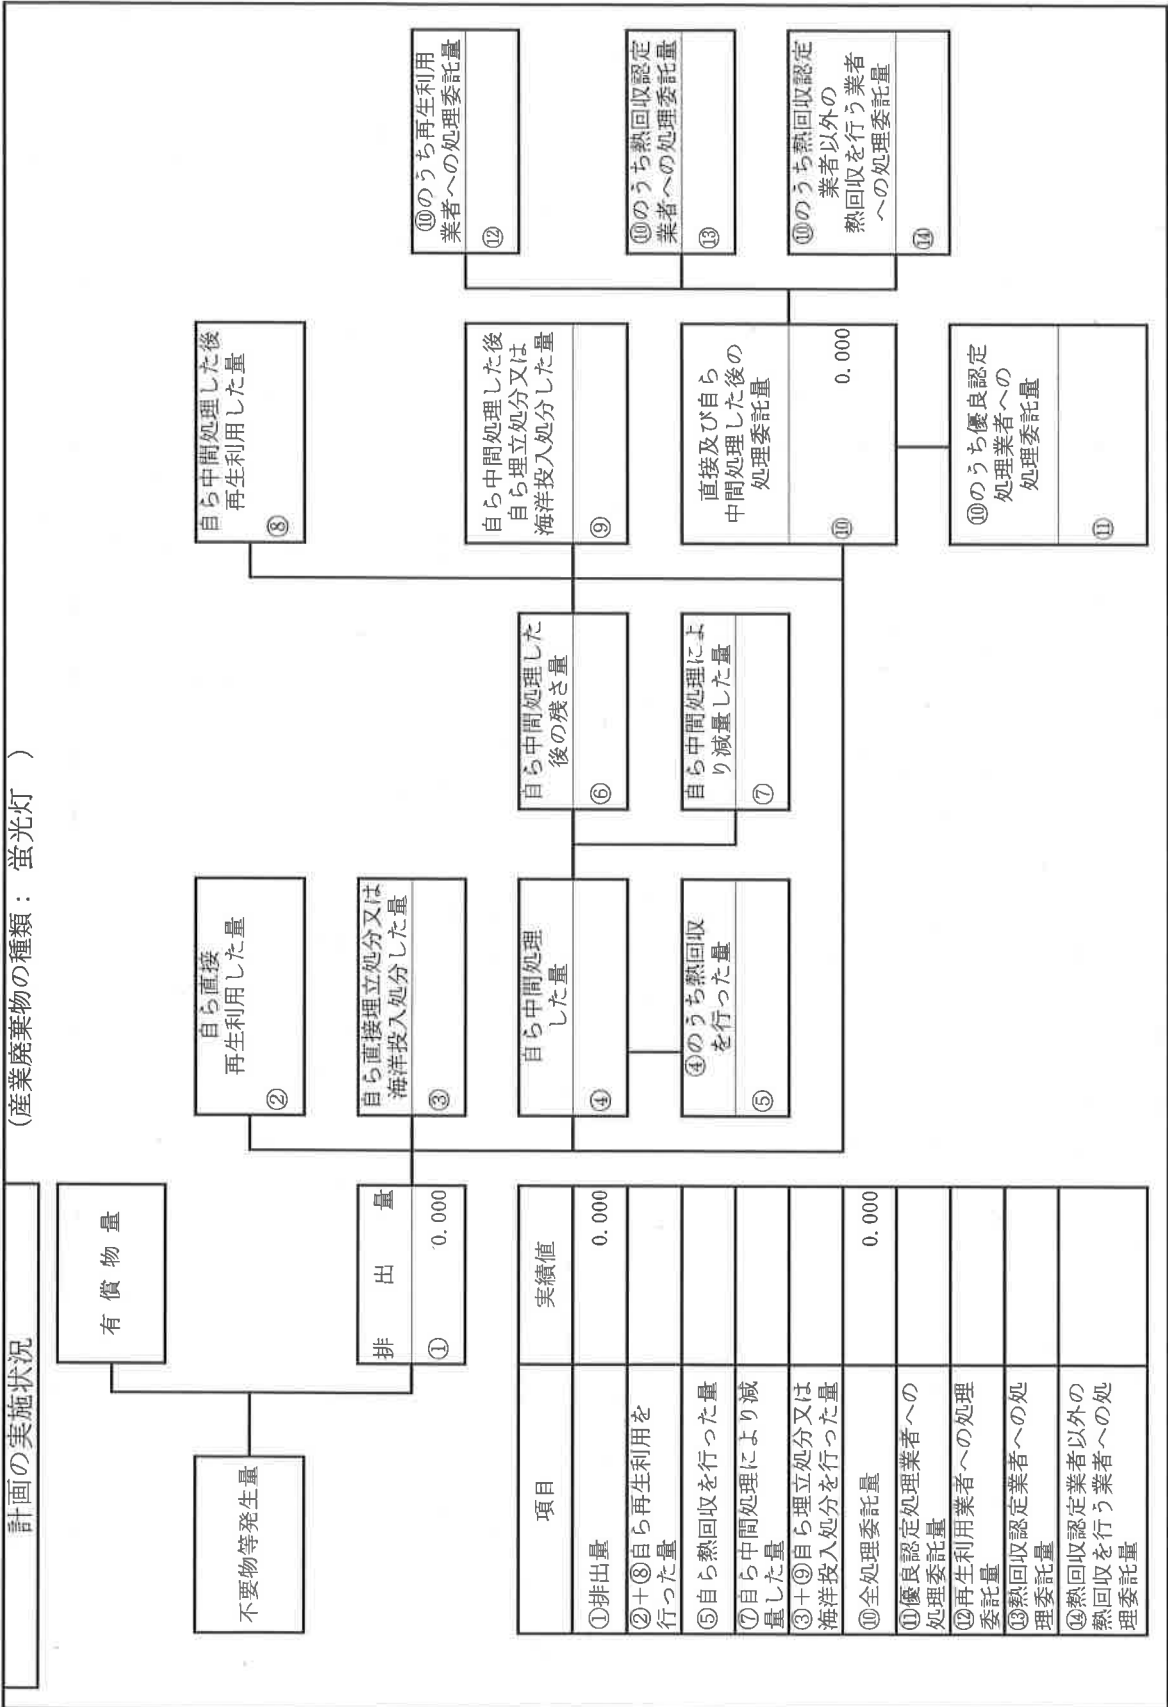 計画の実施状況
(産業廃棄物の種類： 蛍光灯 )
不要物等発生量
有 償 物 量
排 出 量
① 0.000
自ら直接
再生利用した量
②
自ら直接埋立処分又は
海洋投入処分した量
③
自ら中間処理
した量
④
④のうち熱回収
を行った量
⑤
自ら中間処理した
後の残さ量
⑥
自ら中間処理によ
り減量した量
⑦
自ら中間処理した後
再生利用した量
⑧
自ら中間処理した後
自ら埋立処分又は
海洋投入処分した量
⑨
直接及び自ら
中間処理した後の
処理委託量
⑩ 0.000
⑩のうち優良認定
処理業者への
処理委託量
⑪
⑩のうち再生利用
業者への処理委託量
⑫
⑩のうち熱回収認定
業者への処理委託量
⑬
⑩のうち熱回収認定
業者以外の
熱回収を行う業者
への処理委託量
⑭
項目 実績値
①排出量 0.000
②＋⑧自ら再生利用を
行った量
⑤自ら熱回収を行った量
⑦自ら中間処理により減
量した量
③＋⑨自ら埋立処分又は
海洋投入処分を行った量
⑩全処理委託量 0.000
⑪優良認定処理業者への
処理委託量
⑫再生利用業者への処理
委託量
⑬熱回収認定業者への処
理委託量
⑭熱回収認定業者以外の
熱回収を行う業者への処
理委託量